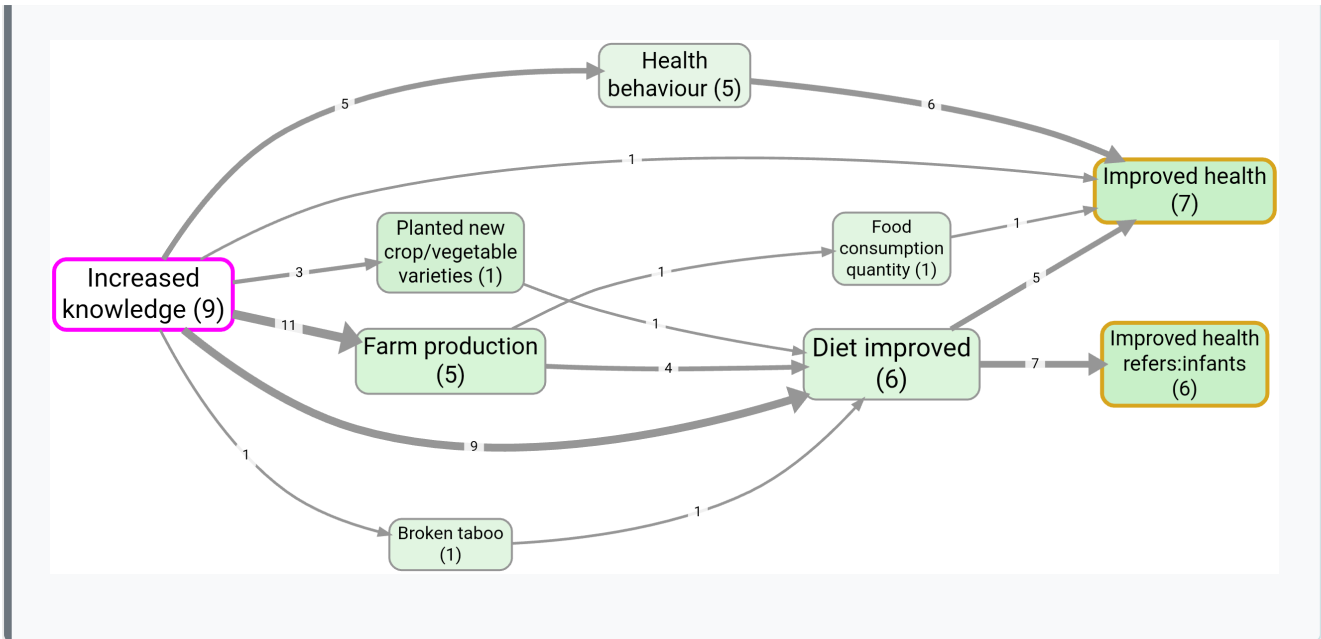 Health
behaviour (5)
5
6
1
Improved health
(7)
Planted new
crop/vegetable
varieties (1)
Food
consumption
quantity (1)
1
3
1
Increased
knowledge (9)
5
1
11
Farm production
(5)
4
Diet improved
(6)
7
Improved health
refers:infants
(6)
9
1
1
Broken taboo
(1)